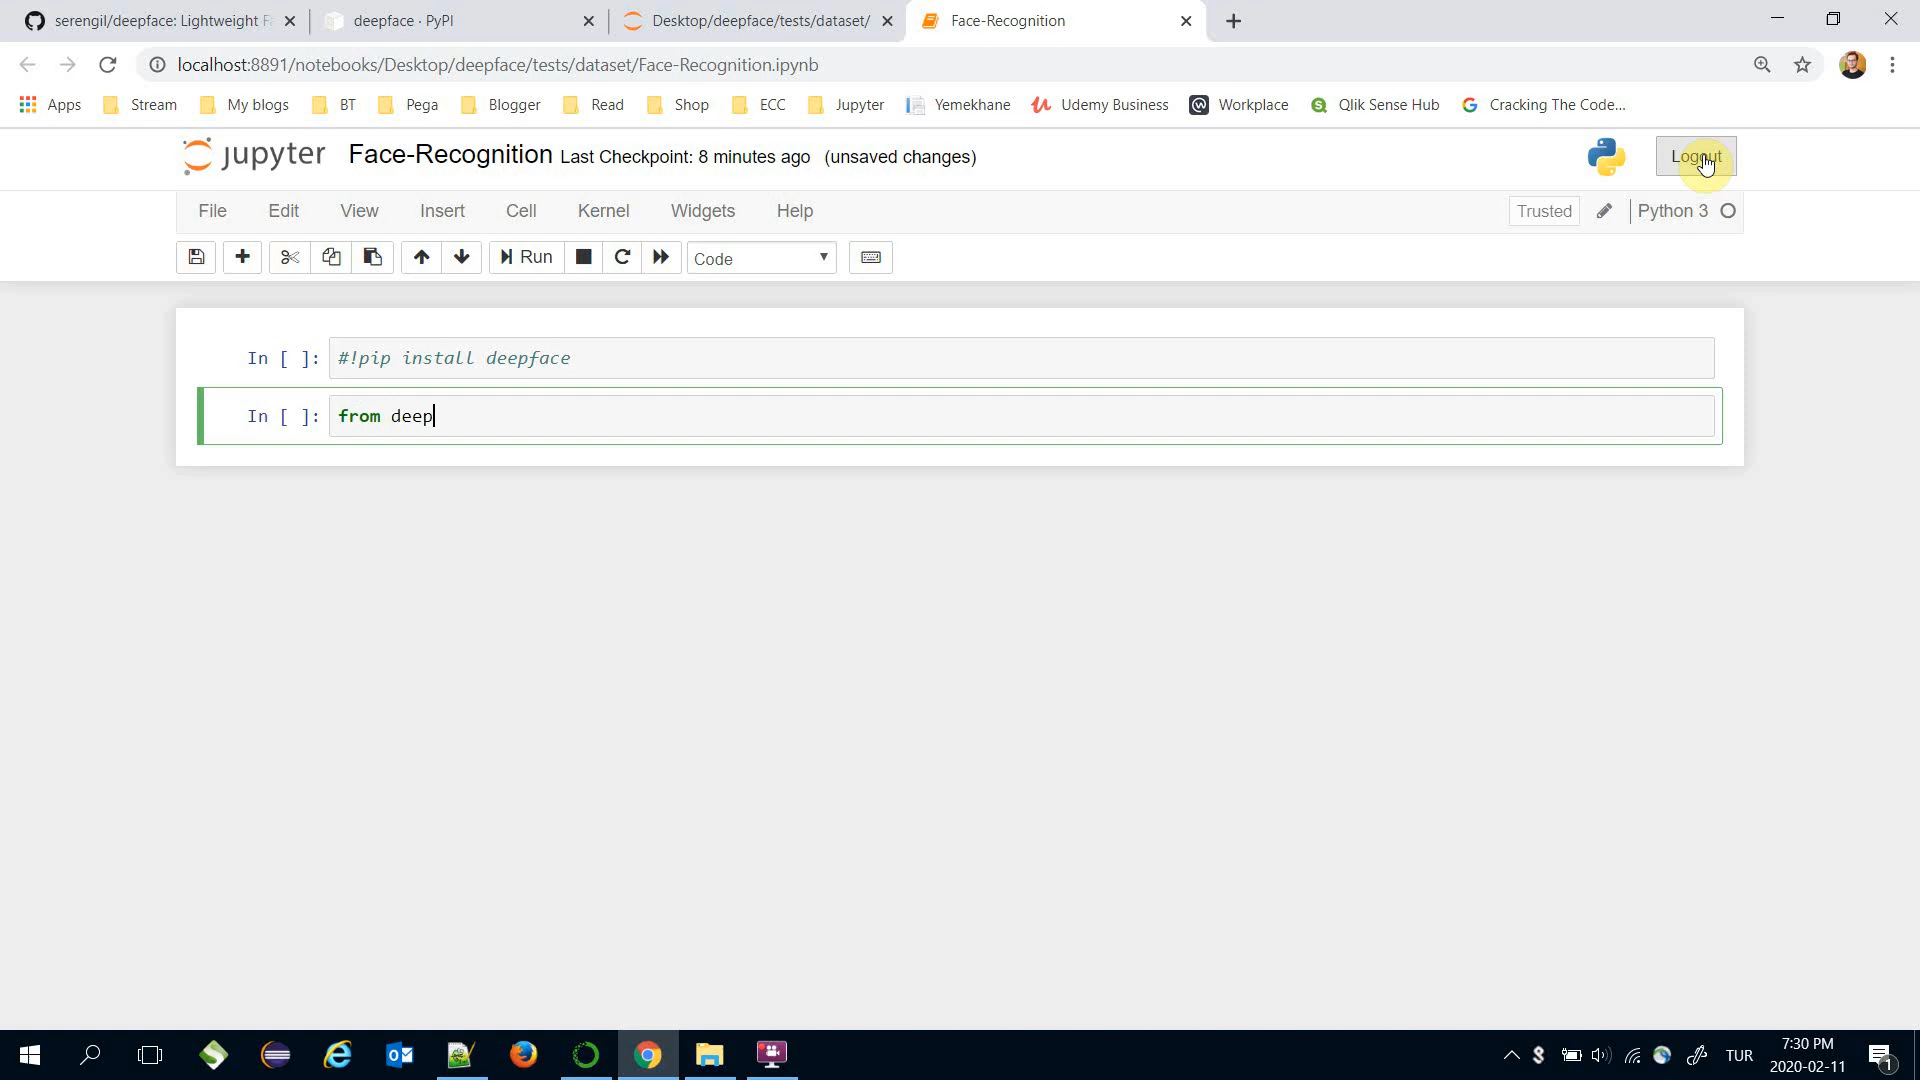 serengil/deepface: Lightweight F
deepface · PyPI
Desktop/deepface/tests/dataset/
Face-Recognition
localhost:8891/notebooks/Desktop/deepface/tests/dataset/Face-Recognition.ipynb
Apps Stream My blogs BT Pega Blogger Read Shop ECC Jupyter Yemekhane Udemy Business Workplace Qlik Sense Hub Cracking The Code...
jupyter Face-Recognition Last Checkpoint: 8 minutes ago (unsaved changes) Logout
File Edit View Insert Cell Kernel Widgets Help Trusted Python 3
Run Code
In [ ]: #!pip install deepface
In [ ]: from deep
TUR
7:30 PM
2020-02-11
1